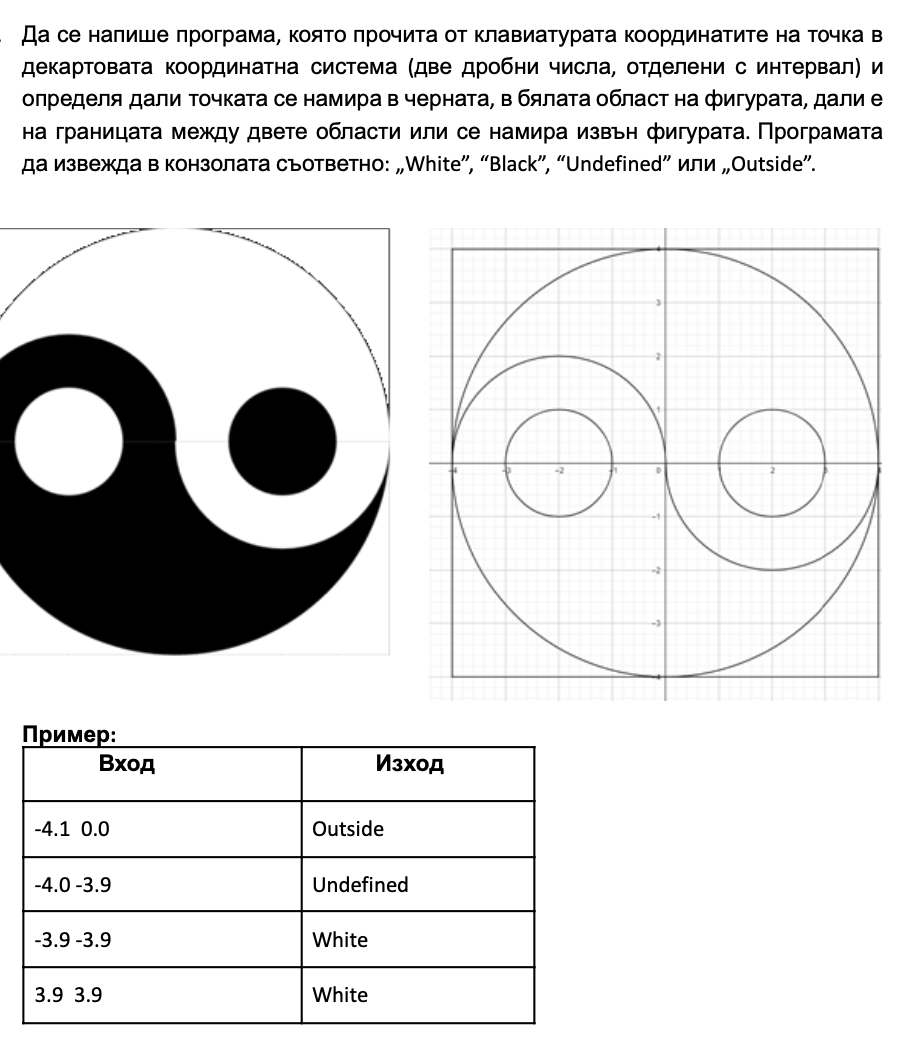 Да се напише програма, която прочита от клавиатурата координатите на точка в
декартовата координатна система (две дробни числа, отделени с интервал) и
определя дали точката се намира в черната, в бялата област на фигурата, дали е
на границата между двете области или се намира извън фигурата. Програмата
да извежда в конзолата съответно: „White”, “Black”, “Undefined” или „Outside”.
4
3
2
1
-4 -3 -2 -1 0 1 2 3 4
-1
-2
-3
-4
Пример:
Вход Изход
-4.1 0.0 Outside
-4.0 -3.9 Undefined
-3.9 -3.9 White
3.9 3.9 White